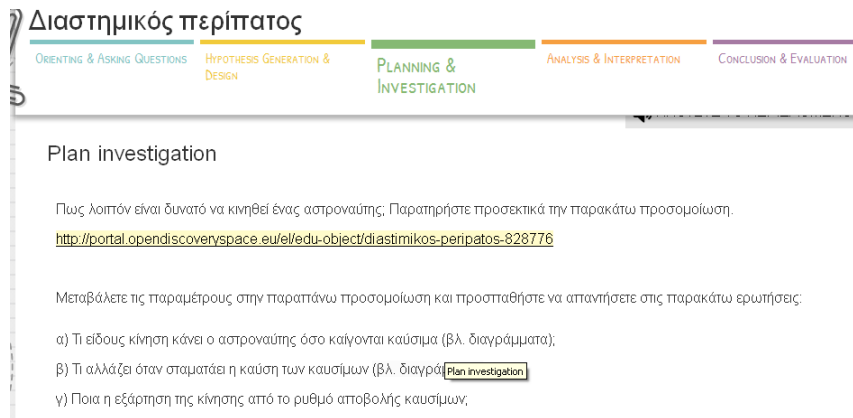 Διαστημικός περίπατος
Orienting & Asking Questions
Hypothesis Generation &
Design
Planning &
Investigation
Analysis & Interpretation
Conclusion & Evaluation
Plan investigation
Πως λοιπόν είναι δυνατό να κινηθεί ένας αστροναύτης; Παρατηρήστε προσεκτικά την παρακάτω προσομοίωση.
http://portal.opendiscoveryspace.eu/el/edu-object/diastimikos-peripatos-828776
Μεταβάλετε τις παραμέτρους στην παραπάνω προσομοίωση και προσπαθήστε να απαντήσετε στις παρακάτω ερωτήσεις:
α) Τι είδους κίνηση κάνει ο αστροναύτης όσο καίγονται καύσιμα (βλ. διαγράμματα);
β) Τι αλλάζει όταν σταματάει η καύση των καυσίμων (βλ. διαγρά
Plan investigation
γ) Ποια η εξάρτηση της κίνησης από το ρυθμό αποβολής καυσίμων;